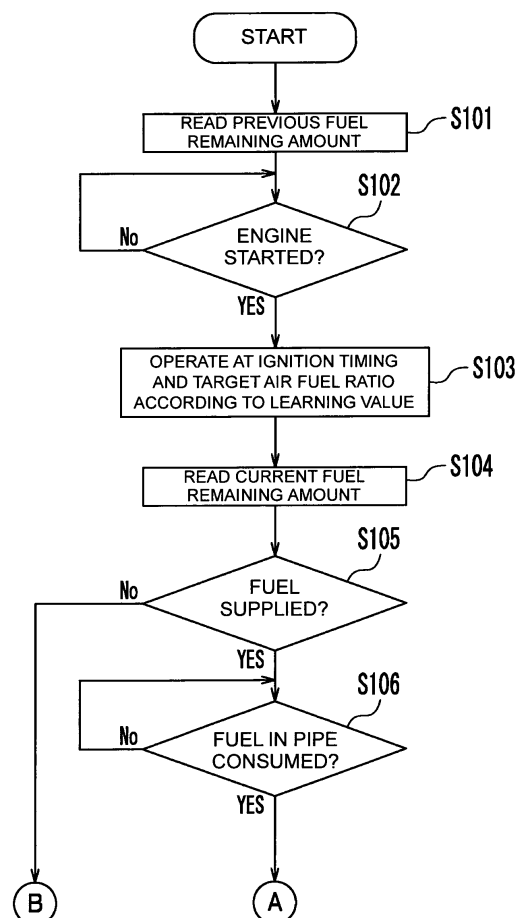 START
READ PREVIOUS FUEL
REMAINING AMOUNT
S101
S102
No
ENGINE
STARTED?
YES
OPERATE AT IGNITION TIMING
AND TARGET AIR FUEL RATIO
ACCORDING TO LEARNING VALUE
S103
READ CURRENT FUEL
REMAINING AMOUNT
S104
S105
No
FUEL
SUPPLIED?
YES
S106
No
FUEL IN PIPE
CONSUMED?
YES
B
A